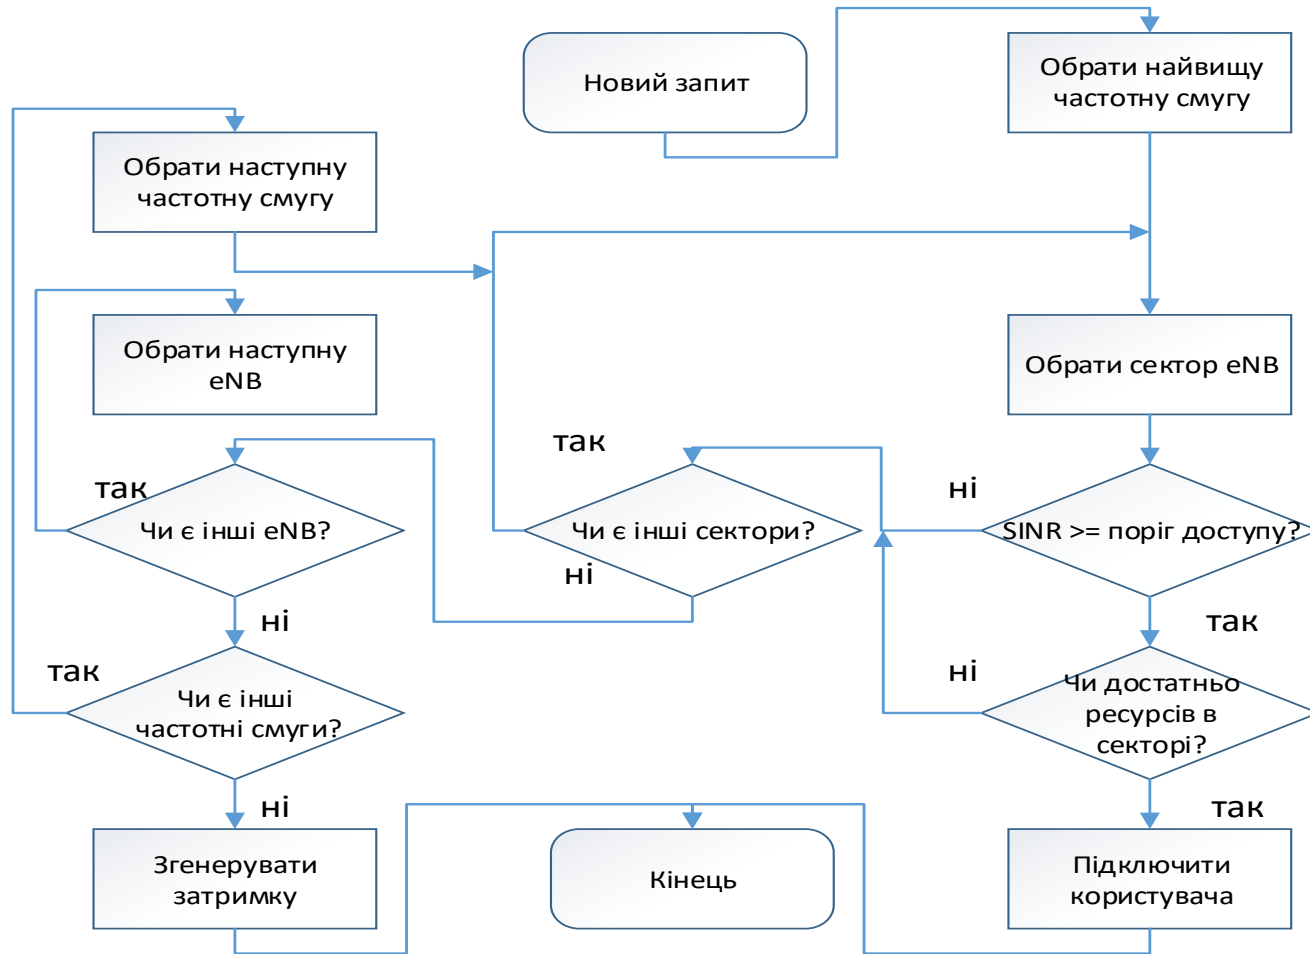 Новий запит
Обрати найвищу
частотну смугу
Обрати наступну
частотну смугу
Обрати наступну
eNB
Обрати сектор eNB
так
ні
так
Чи є інші eNB?
Чи є інші сектори?
SINR >= поріг доступу?
ні
ні
так
так
ні
Чи є інші
частотні смуги?
Чи достатньо
ресурсів в
секторі?
ні
так
Згенерувати
затримку
Кінець
Підключити
користувача